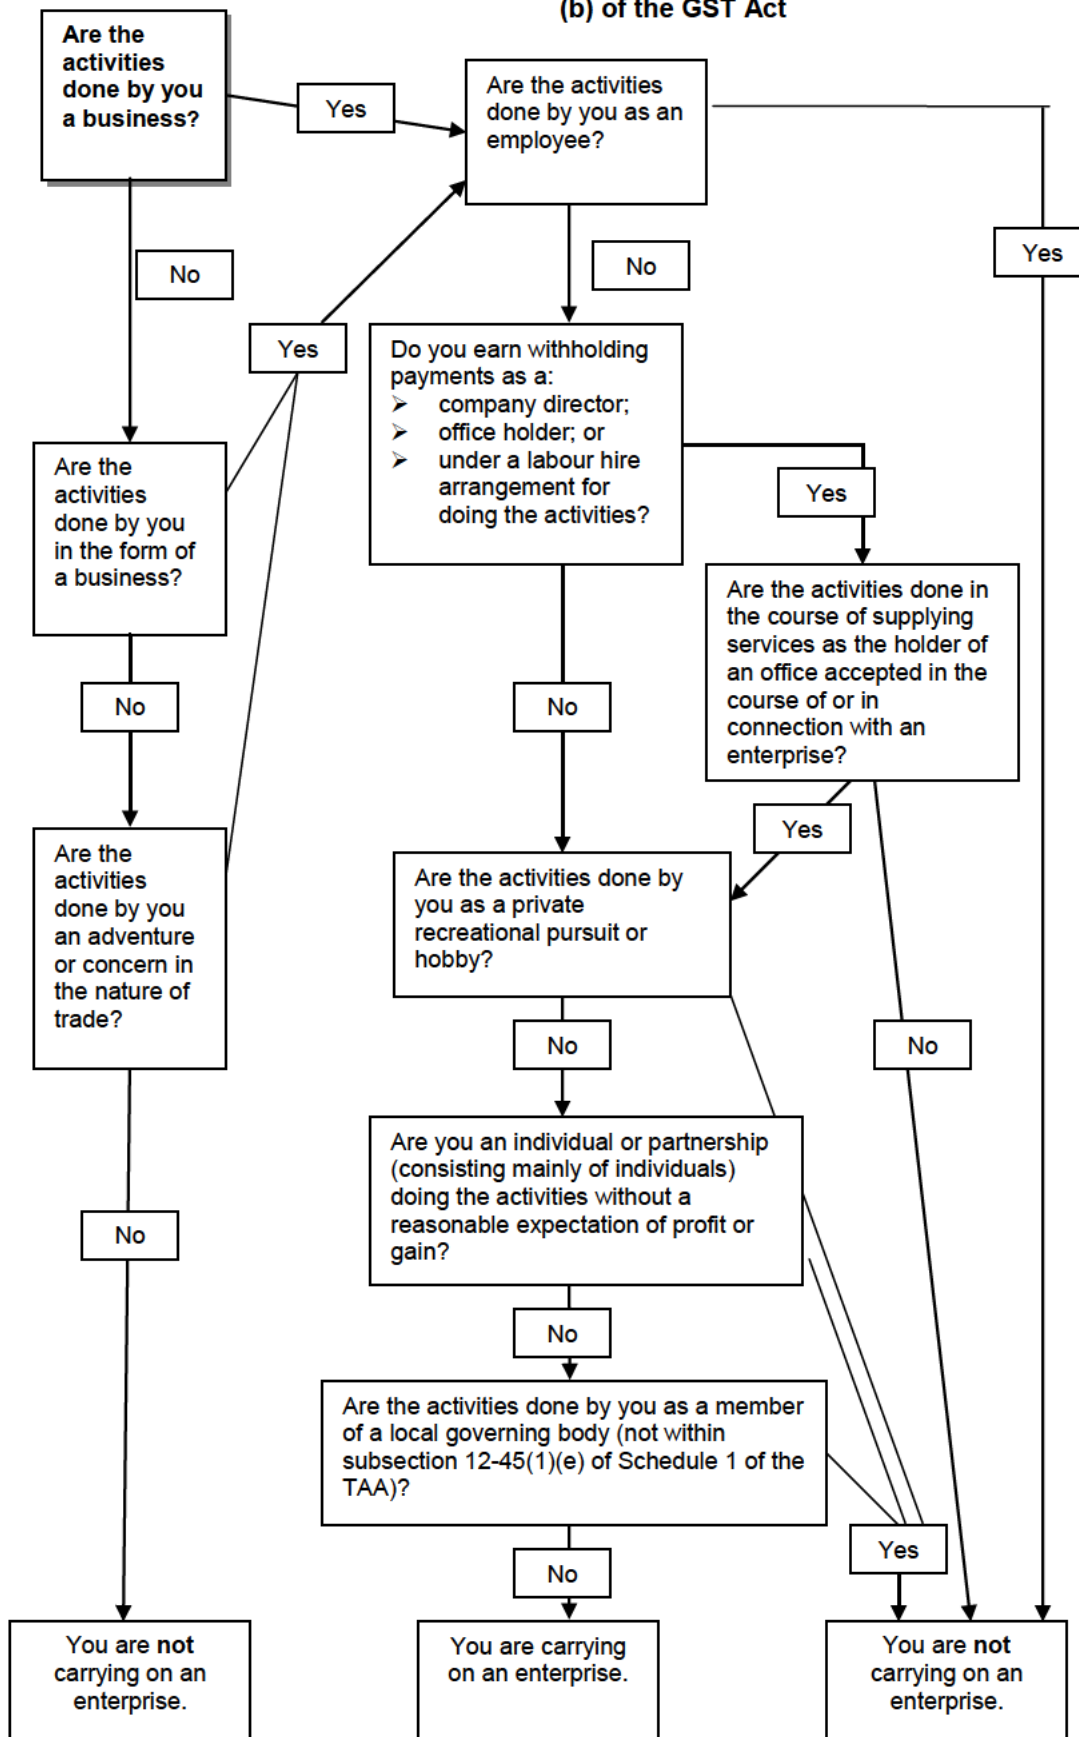 (b) of the GST Act
Are the
activities
done by you
a business?
Yes
Are the activities
done by you as an
employee?
Yes
No
No
Yes
Do you earn withholding
payments as a:
➢ company director;
➢ office holder; or
➢ under a labour hire
arrangement for
doing the activities?
Are the
activities
done by you
in the form of
a business?
Yes
Are the activities done in
the course of supplying
services as the holder of
an office accepted in the
course of or in
connection with an
enterprise?
No
No
Yes
Are the
activities
done by you
an adventure
or concern in
the nature of
trade?
Are the activities done by
you as a private
recreational pursuit or
hobby?
No
No
Are you an individual or partnership
(consisting mainly of individuals)
doing the activities without a
reasonable expectation of profit or
gain?
No
No
Are the activities done by you as a member
of a local governing body (not within
subsection 12-45(1)(e) of Schedule 1 of the
TAA)?
Yes
No
You are not
carrying on an
enterprise.
You are carrying
on an enterprise.
You are not
carrying on an
enterprise.